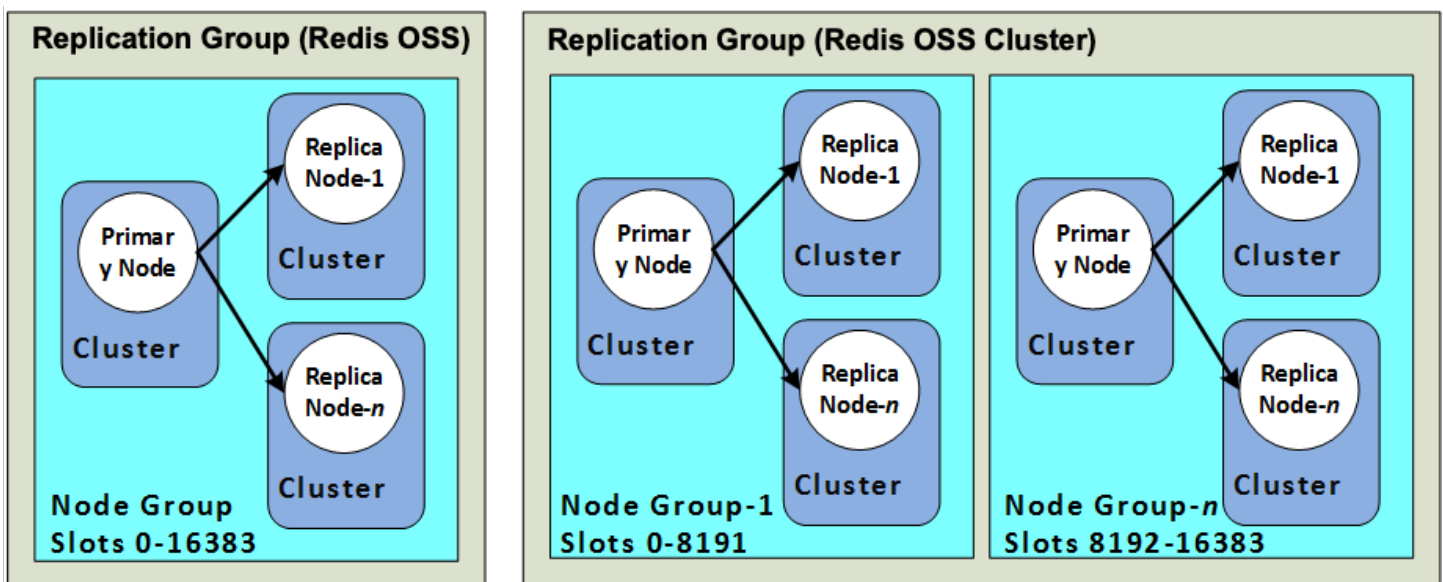 Replication Group (Redis OSS)
Replica
Node-1
Cluster
Primar
y Node
Cluster
Replica
Node-n
Cluster
Node Group
Slots 0-16383
Replication Group (Redis OSS Cluster)
Replica
Node-1
Cluster
Primar
y Node
Cluster
Replica
Node-n
Cluster
Node Group-1
Slots 0-8191
Replica
Node-1
Cluster
Primar
y Node
Cluster
Replica
Node-n
Cluster
Node Group-n
Slots 8192-16383